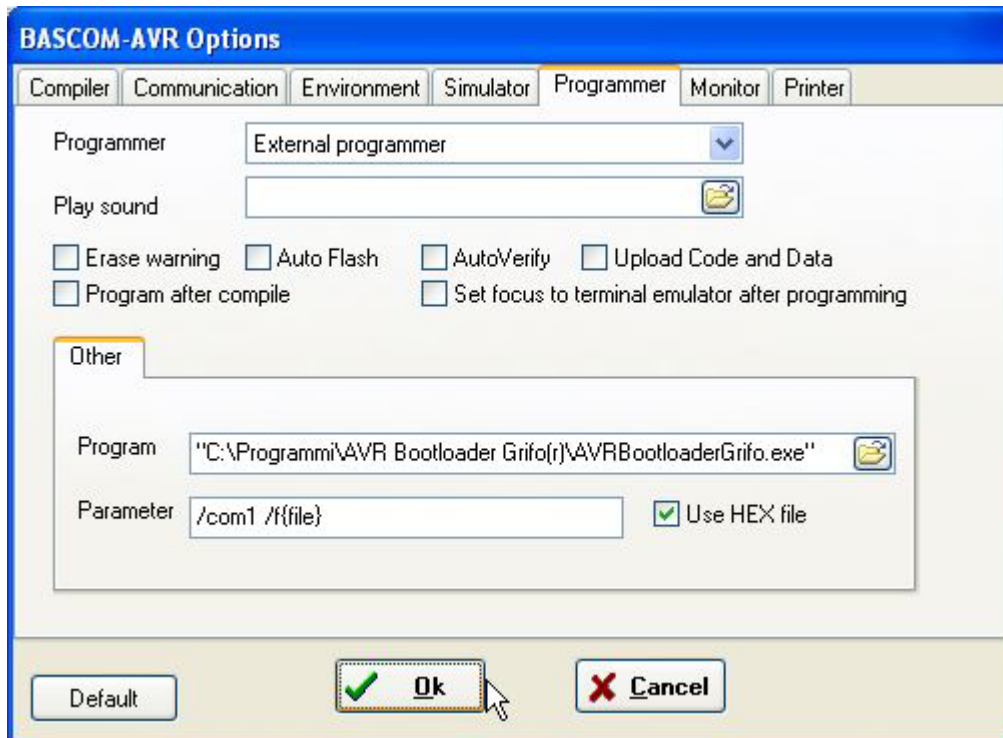 BASCOM-AVR Options
Compiler Communication Environment Simulator Programmer Monitor Printer
Programmer External programmer
Play sound
Erase warning Auto Flash AutoVerify Upload Code and Data
Program after compile Set focus to terminal emulator after programming
Other
Program "C:\Programmi\AVR Bootloader Grifo(r)\AVRBootloaderGrifo.exe"
Parameter /com1 /f{file} Use HEX file
Default Ok Cancel